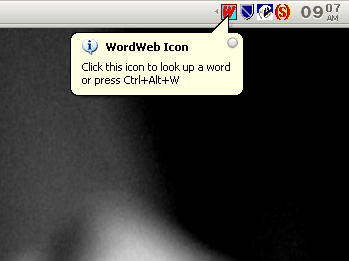 W S 09 07
AM
WordWeb Icon
Click this icon to look up a word
or press Ctrl+Alt+W